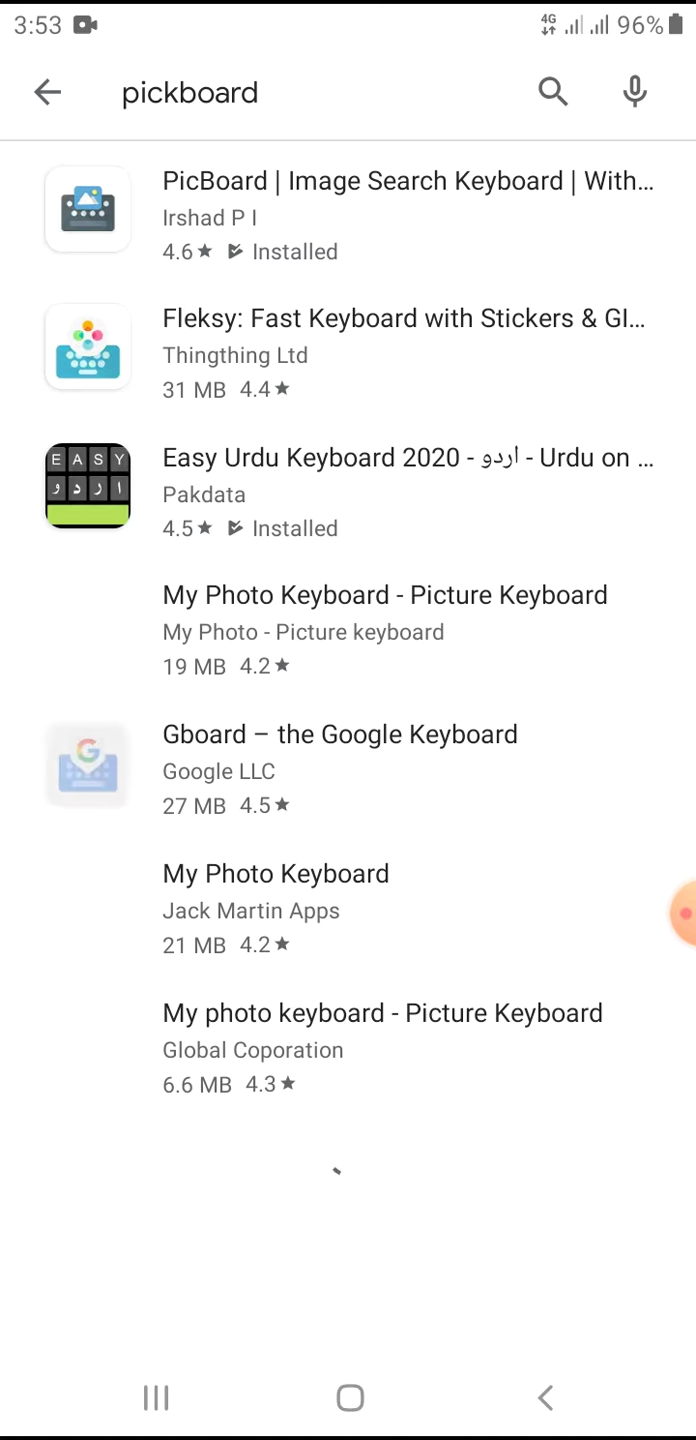 3:53 4G 96%
pickboard
PicBoard | Image Search Keyboard | With...
Irshad P I
4.6★ Installed
Fleksy: Fast Keyboard with Stickers & GI...
Thingthing Ltd
31 MB 4.4★
E A S Y
و د ر ا
Easy Urdu Keyboard 2020 - اردو - Urdu on ...
Pakdata
4.5★ Installed
My Photo Keyboard - Picture Keyboard
My Photo - Picture keyboard
19 MB 4.2★
G
Gboard – the Google Keyboard
Google LLC
27 MB 4.5★
My Photo Keyboard
Jack Martin Apps
21 MB 4.2★
My photo keyboard - Picture Keyboard
Global Coporation
6.6 MB 4.3★